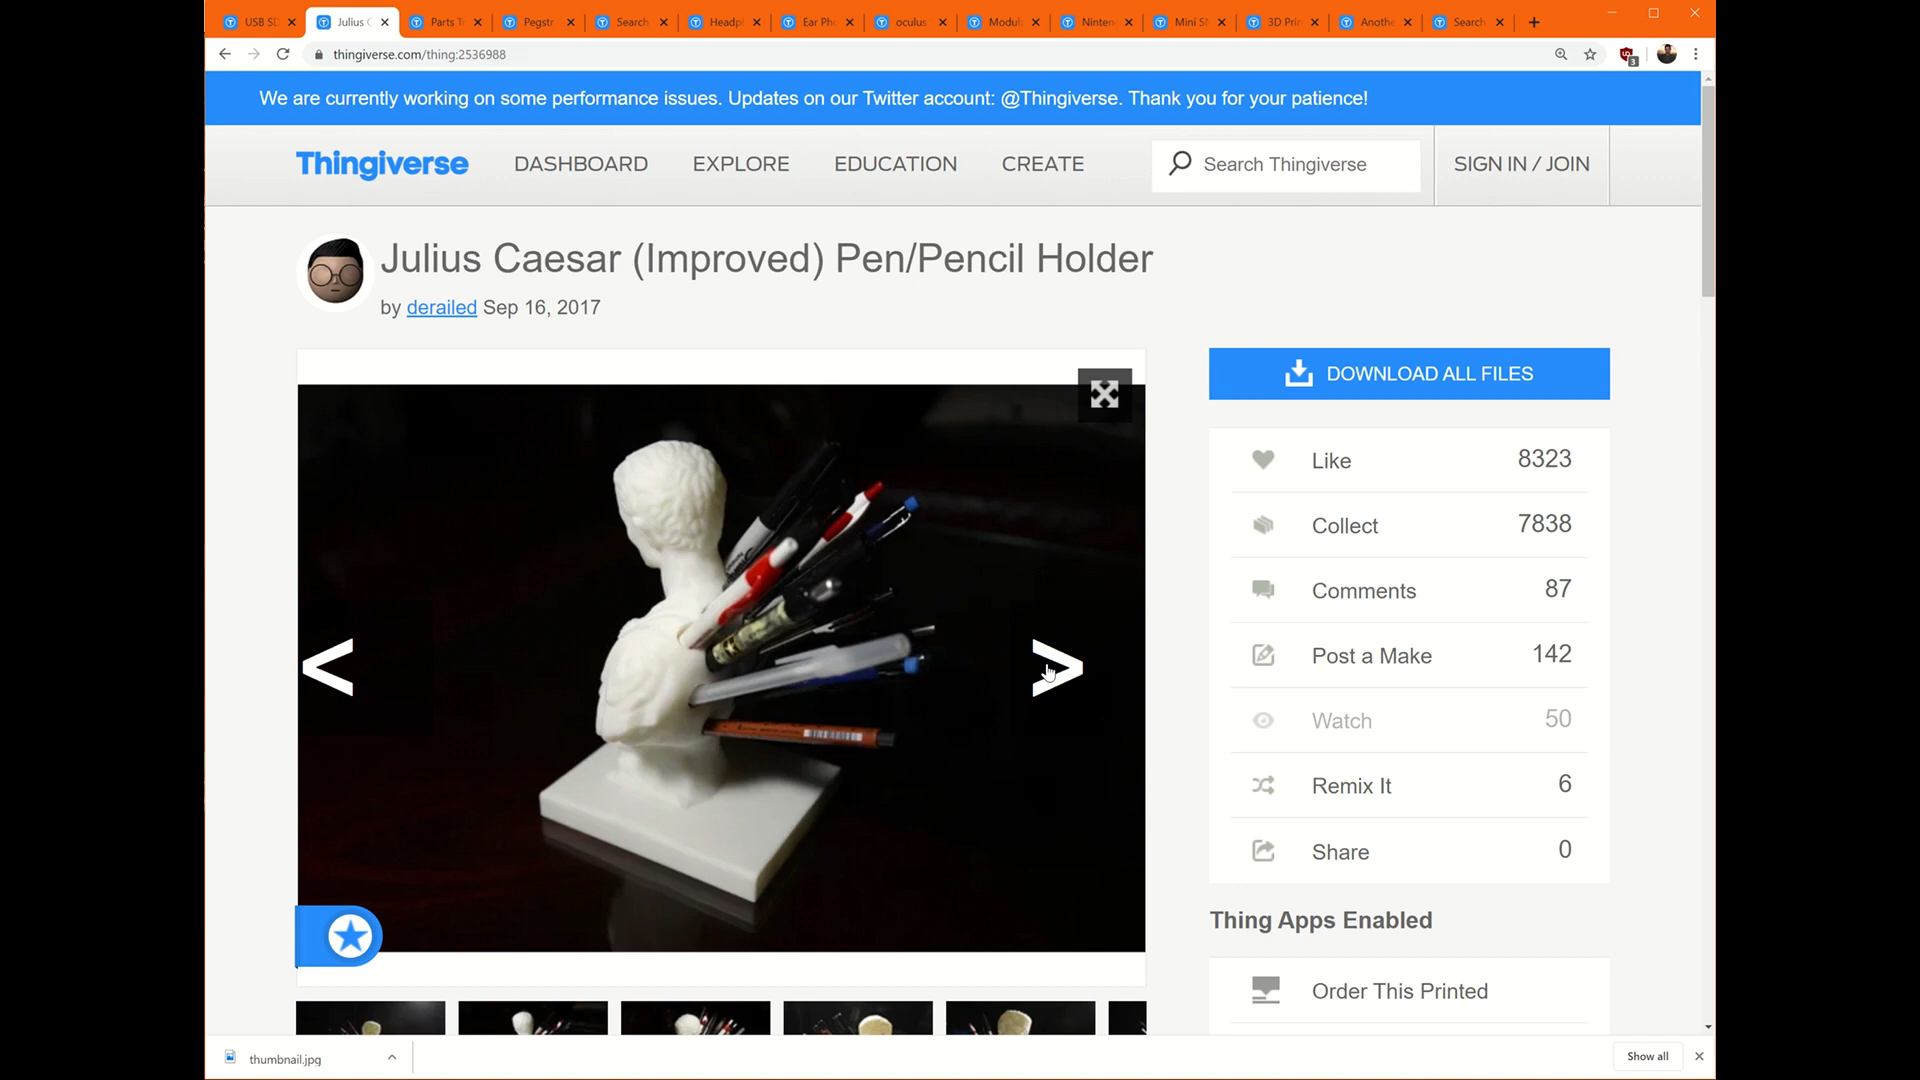 USB SD
Julius C
Parts T
Pegstr
Search
Headph
Ear Pho
oculus
Modula
Ninten
Mini S
3D Prin
Anothe
Search
thingiverse.com/thing:2536988
3
We are currently working on some performance issues. Updates on our Twitter account: @Thingiverse. Thank you for your patience!
Thingiverse
DASHBOARD
EXPLORE
EDUCATION
CREATE
Search Thingiverse
SIGN IN / JOIN
Julius Caesar (Improved) Pen/Pencil Holder
by derailed Sep 16, 2017
DOWNLOAD ALL FILES
Like 8323
Collect 7838
Comments 87
Post a Make 142
Watch 50
Remix It 6
Share 0
Thing Apps Enabled
Order This Printed
thumbnail.jpg
Show all